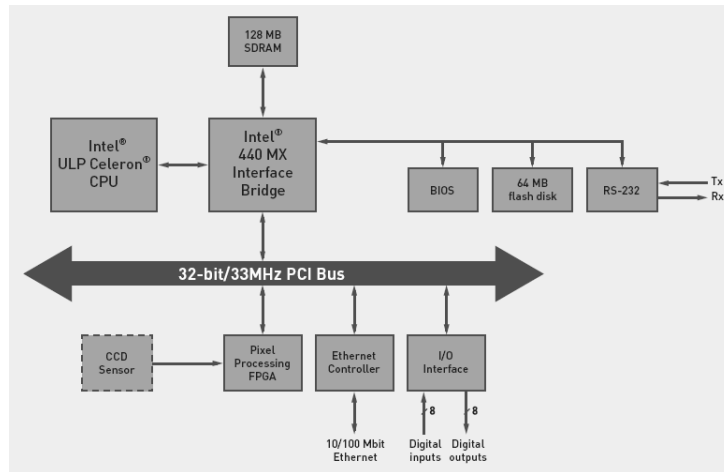 128 MB
SDRAM
Intel®
ULP Celeron®
CPU
Intel®
440 MX
Interface
Bridge
BIOS
64 MB
flash disk
RS-232
Tx
Rx
32-bit/33MHz PCI Bus
CCD
Sensor
Pixel
Processing
FPGA
Ethernet
Controller
I/O
Interface
8
8
10/100 Mbit
Ethernet
Digital
inputs
Digital
outputs